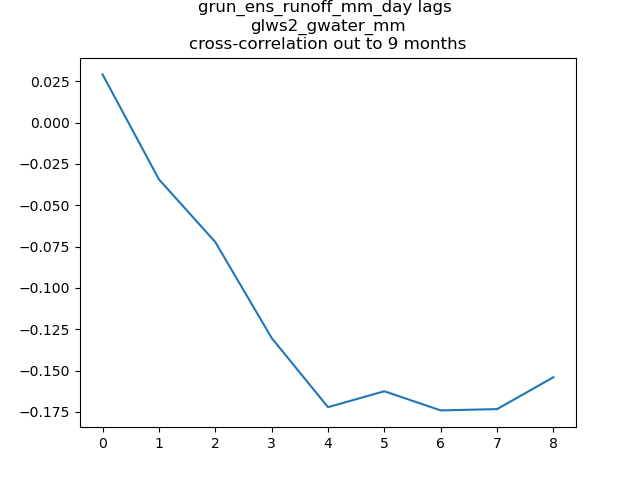 grun_ens_runoff_mm_day lags
glws2_gwater_mm
cross-correlation out to 9 months
0.025
0.000
−0.025
−0.050
−0.075
−0.100
−0.125
−0.150
−0.175
0 1 2 3 4 5 6 7 8